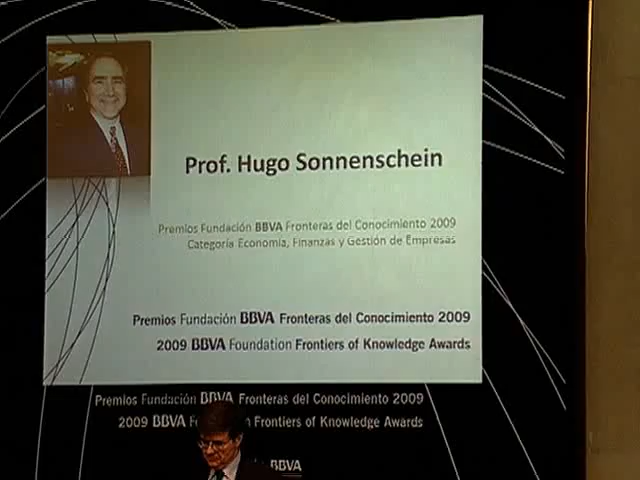 Prof. Hugo Sonnenschein
Premios Fundación BBVA Fronteras del Conocimiento 2009
Categoría Economía, Finanzas y Gestión de Empresas
Premios Fundación BBVA Fronteras del Conocimiento 2009
2009 BBVA Foundation Frontiers of Knowledge Awards
Premios Fundación BBVA Fronteras del Conocimiento 2009
2009 BBVA Frontiers of Knowledge Awards
BBVA